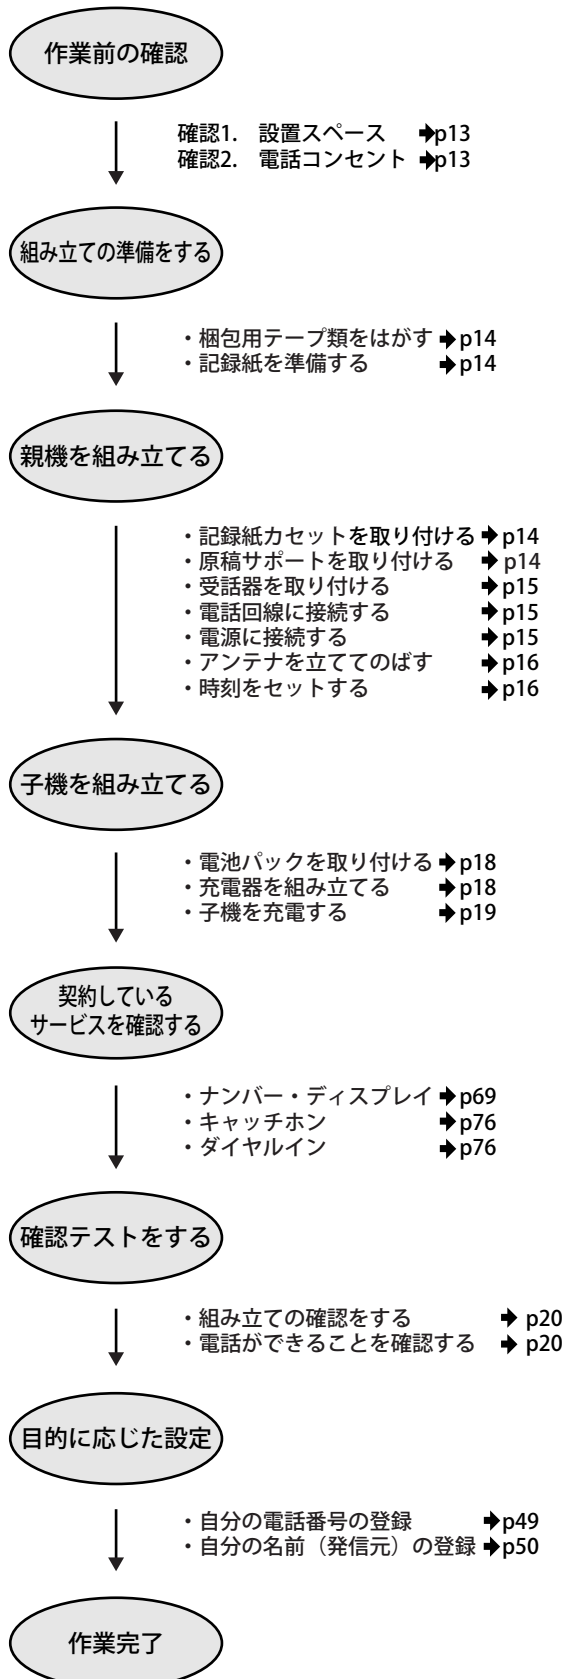 作業前の確認
確認1. 設置スペース ➡p13
確認2. 電話コンセント ➡p13
組み立ての準備をする
・梱包用テープ類をはがす ➡p14
・記録紙を準備する ➡p14
親機を組み立てる
・記録紙カセットを取り付ける ➡p14
・原稿サポートを取り付ける ➡p14
・受話器を取り付ける ➡p15
・電話回線に接続する ➡p15
・電源に接続する ➡p15
・アンテナを立ててのばす ➡p16
・時刻をセットする ➡p16
子機を組み立てる
・電池パックを取り付ける ➡p18
・充電器を組み立てる ➡p18
・子機を充電する ➡p19
契約している
サービスを確認する
・ナンバー・ディスプレイ ➡p69
・キャッチホン ➡p76
・ダイヤルイン ➡p76
確認テストをする
・組み立ての確認をする ➡ p20
・電話ができることを確認する ➡ p20
目的に応じた設定
・自分の電話番号の登録 ➡p49
・自分の名前（発信元）の登録 ➡p50
作業完了